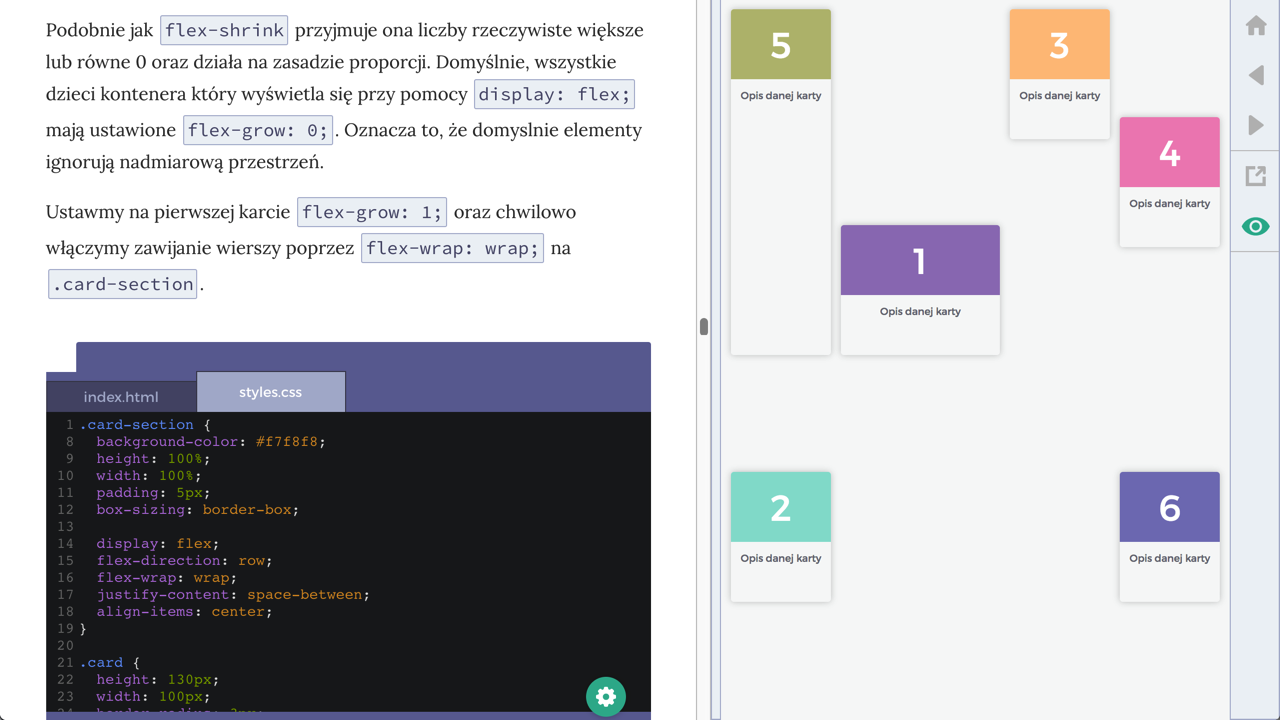 Podobnie jak flex-shrink przyjmuje ona liczby rzeczywiste większe
lub równe 0 oraz działa na zasadzie proporcji. Domyślnie, wszystkie
dzieci kontenera który wyświetla się przy pomocy display: flex;
mają ustawione flex-grow: 0; . Oznacza to, że domyslnie elementy
ignorują nadmiarową przestrzeń.
Ustawmy na pierwszej karcie flex-grow: 1; oraz chwilowo
włączymy zawijanie wierszy poprzez flex-wrap: wrap; na
.card-section .
index.html
styles.css
1 .card-section {
8 background-color: #f7f8f8;
9 height: 100%;
10 width: 100%;
11 padding: 5px;
12 box-sizing: border-box;
13
14 display: flex;
15 flex-direction: row;
16 flex-wrap: wrap;
17 justify-content: space-between;
18 align-items: center;
19 }
20
21 .card {
22 height: 130px;
23 width: 100px;
24 border-radius: 3px;
5
Opis danej karty
3
Opis danej karty
4
Opis danej karty
1
Opis danej karty
2
Opis danej karty
6
Opis danej karty